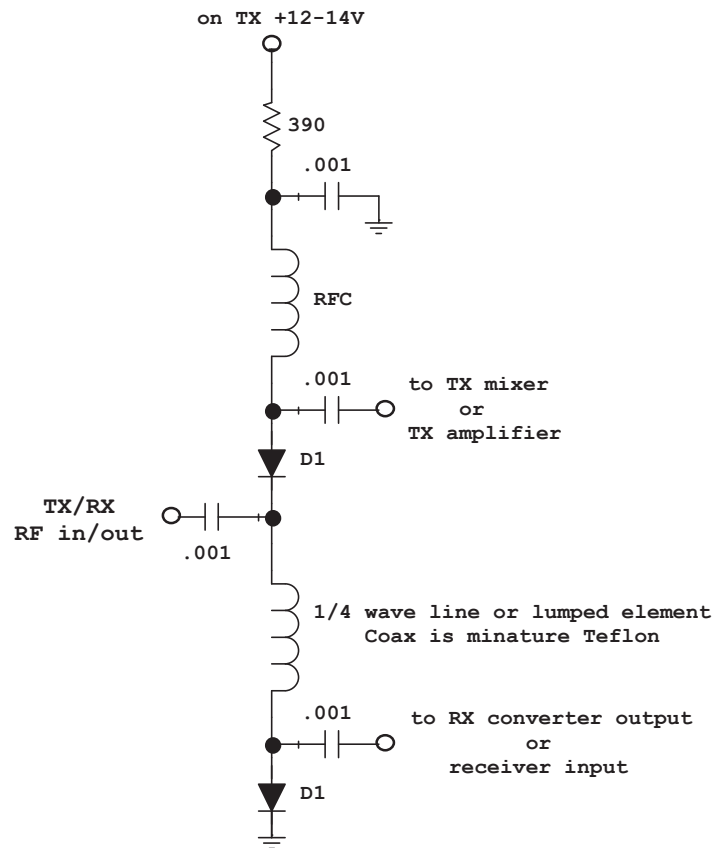 on TX +12-14V
390
.001
RFC
.001
to TX mixer
or
TX amplifier
D1
TX/RX
RF in/out
.001
1/4 wave line or lumped element
Coax is minature Teflon
.001
to RX converter output
or
receiver input
D1